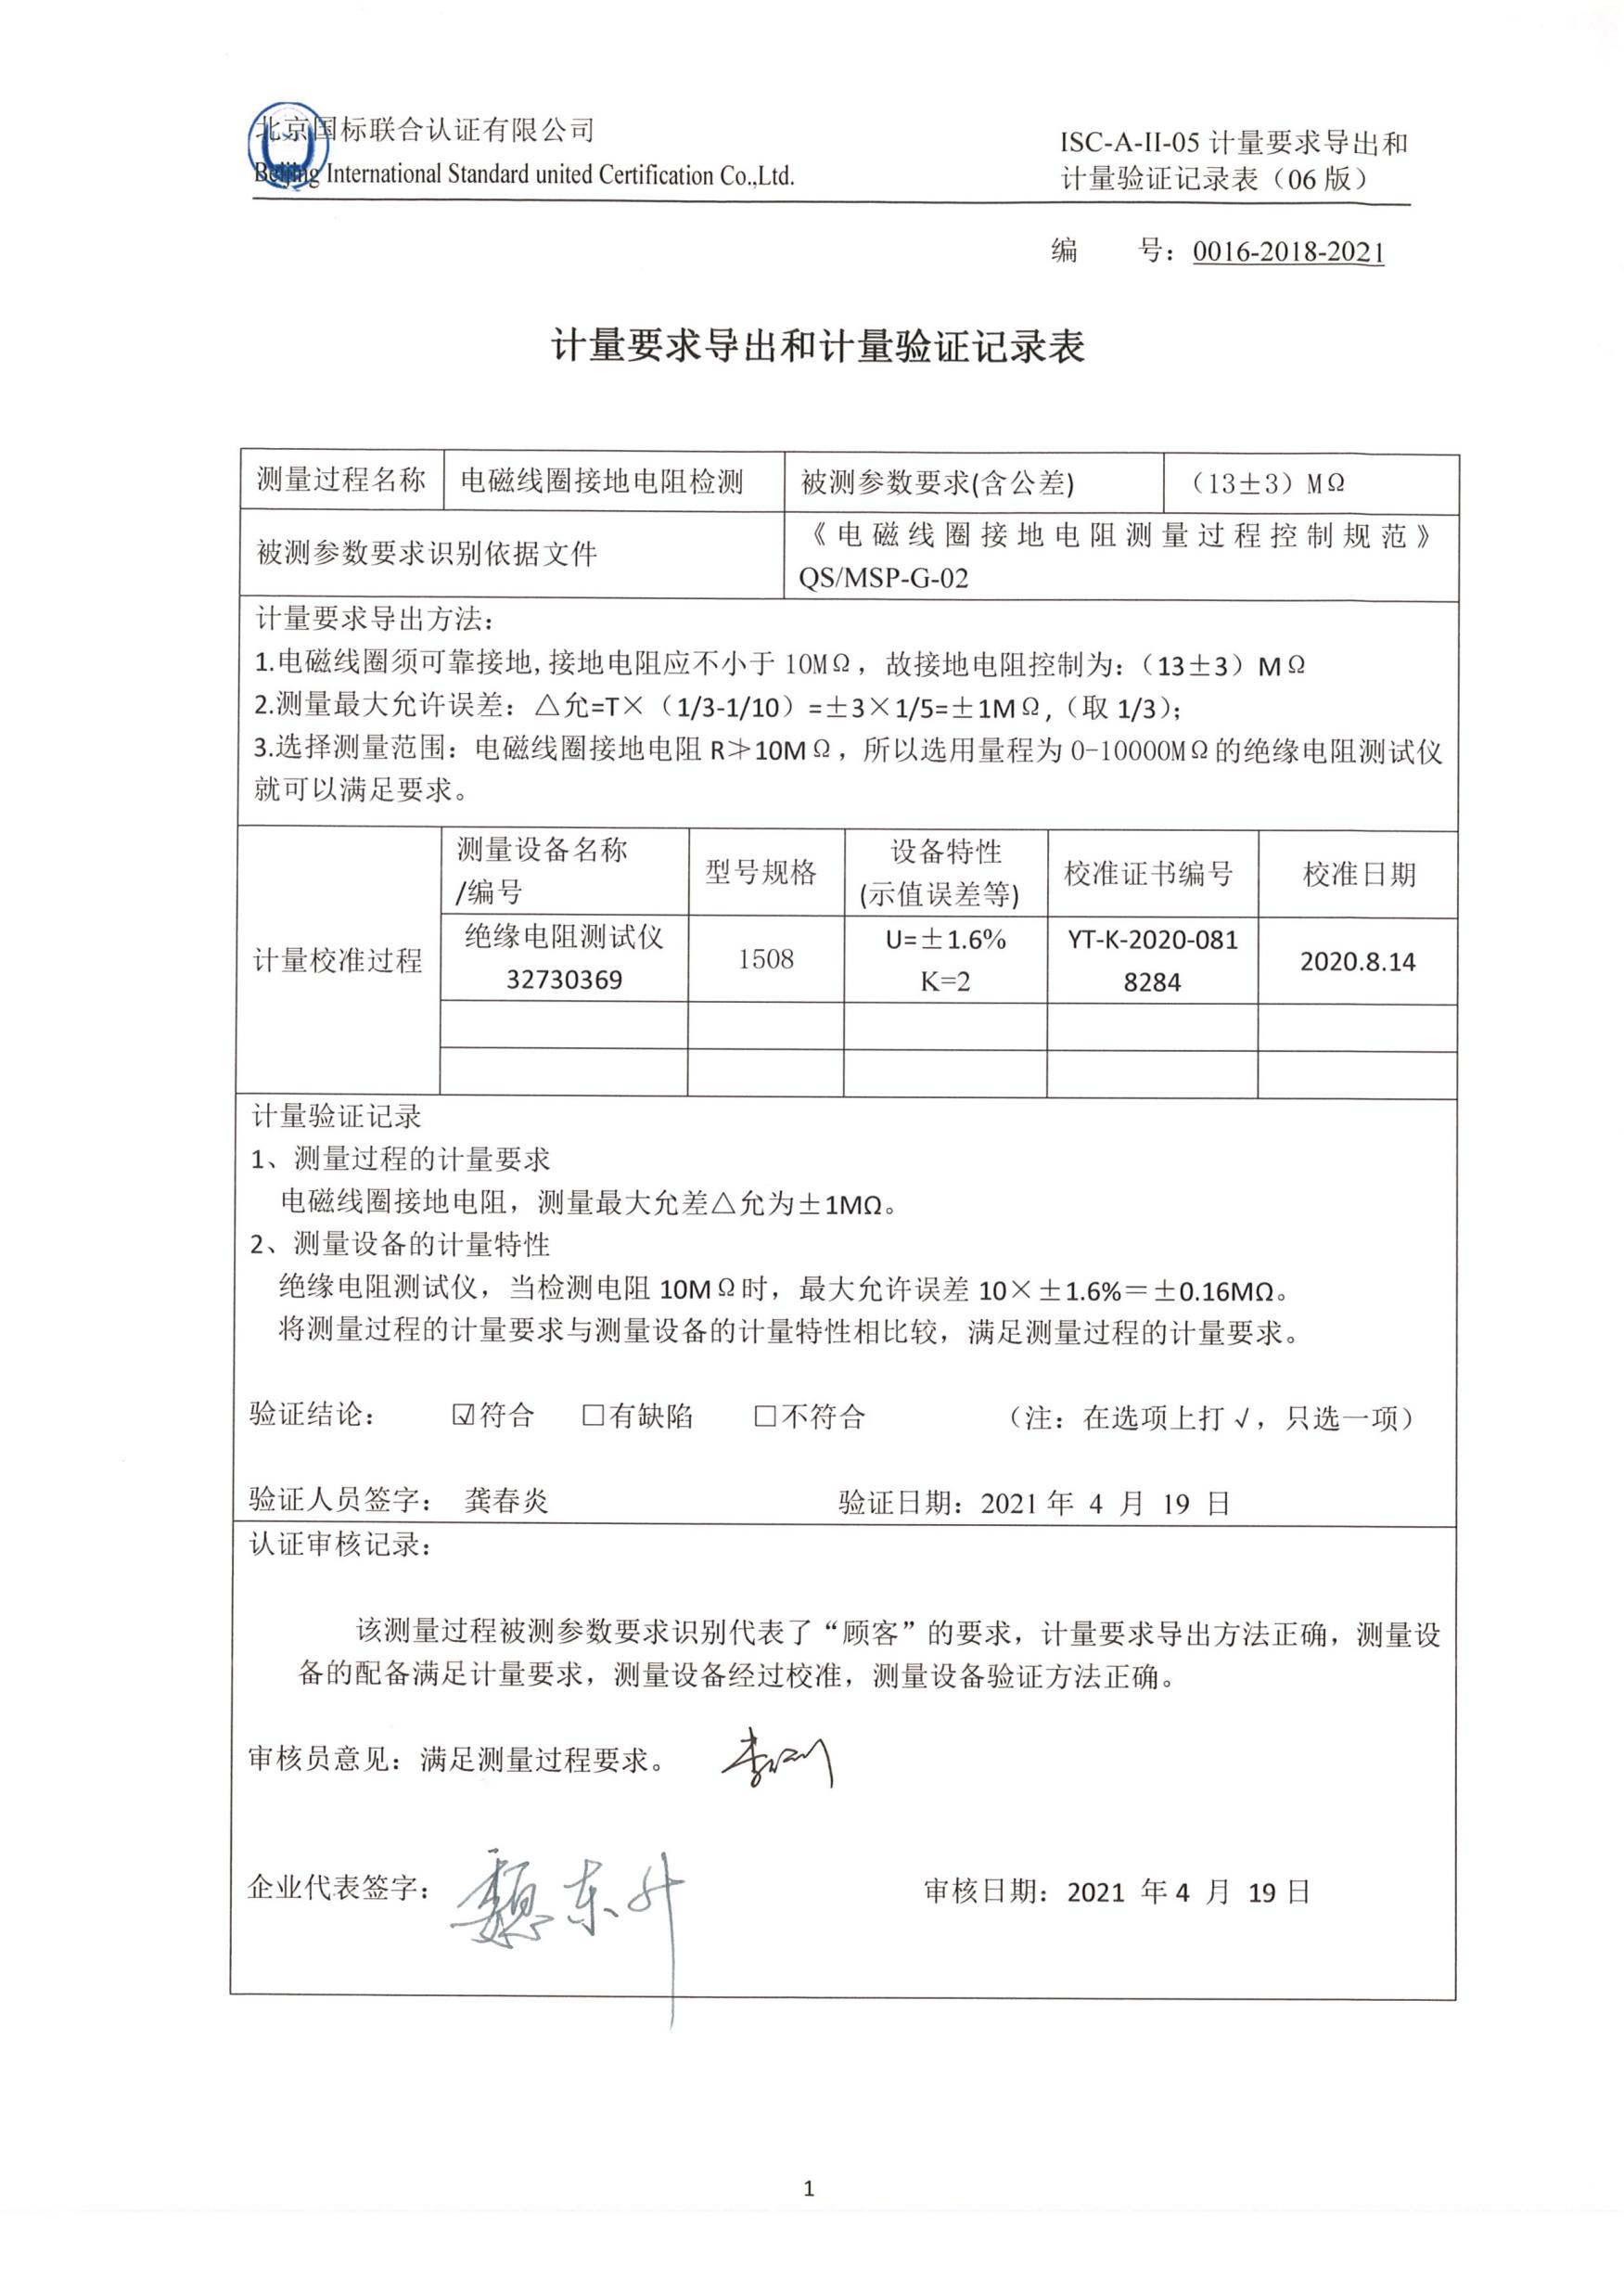 北京国标联合认证有限公司
Beijing International Standard united Certification Co.,Ltd.
ISC-A-II-05 计量要求导出和
计量验证记录表（06 版）
编 号：0016-2018-2021
计量要求导出和计量验证记录表
测量过程名称 电磁线圈接地电阻检测 被测参数要求(含公差) （13±3）MΩ
被测参数要求识别依据文件
《电磁线圈接地电阻测量过程控制规范》
QS/MSP-G-02
计量要求导出方法：
1.电磁线圈须可靠接地,接地电阻应不小于 10MΩ，故接地电阻控制为：（13±3）MΩ
2.测量最大允许误差：△允=T×（1/3-1/10）=±3×1/5=±1MΩ,（取 1/3）；
3.选择测量范围：电磁线圈接地电阻 R≯10MΩ，所以选用量程为 0-10000MΩ的绝缘电阻测试仪
就可以满足要求。
计量校准过程
测量设备名称
/编号
型号规格
设备特性
(示值误差等)
校准证书编号
校准日期
绝缘电阻测试仪
32730369
1508
U=±1.6%
K=2
YT-K-2020-081
8284
2020.8.14
计量验证记录
1、测量过程的计量要求
电磁线圈接地电阻，测量最大允差△允为±1MΩ。
2、测量设备的计量特性
绝缘电阻测试仪，当检测电阻 10MΩ时，最大允许误差 10×±1.6%＝±0.16MΩ。
将测量过程的计量要求与测量设备的计量特性相比较，满足测量过程的计量要求。
验证结论： ☑符合 □有缺陷 □不符合 （注：在选项上打√，只选一项）
验证人员签字： 龚春炎 验证日期：2021 年 4 月 19 日
认证审核记录：
该测量过程被测参数要求识别代表了“顾客”的要求，计量要求导出方法正确，测量设
备的配备满足计量要求，测量设备经过校准，测量设备验证方法正确。
审核员意见：满足测量过程要求。
企业代表签字： 魏东升 审核日期：2021 年 4 月 19 日
1